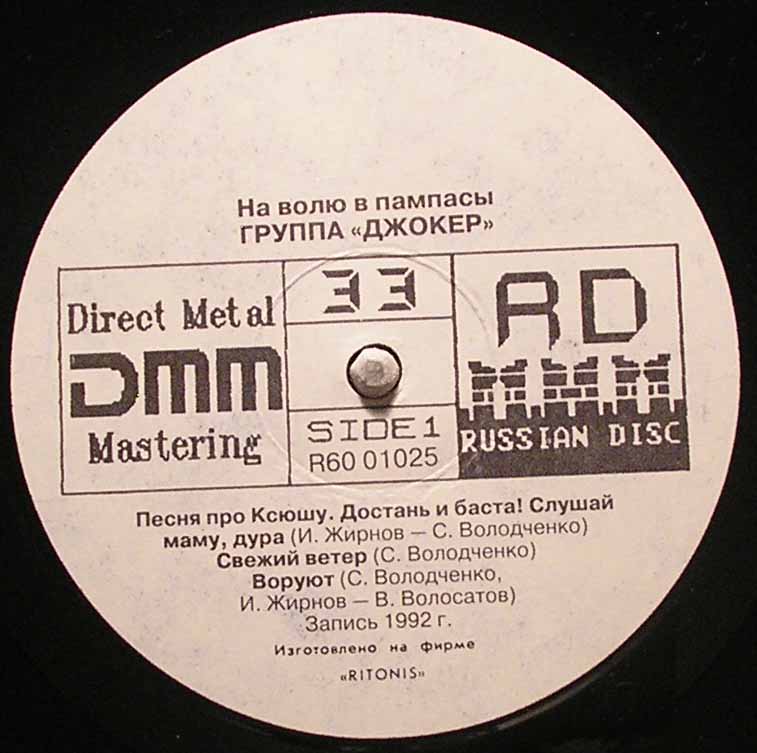 На волю в пампасы
ГРУППА «ДЖОКЕР»
Direct Metal
DMM
Mastering
33
SIDE 1
R60 01025
RD
RUSSIAN DISC
Песня про Ксюшу. Достань и баста! Слушай
маму, дура (И. Жирнов — С. Володченко)
Свежий ветер (С. Володченко)
Воруют (С. Володченко,
И. Жирнов — В. Волосатов)
Запись 1992 г.
Изготовлено на фирме
«RITONIS»